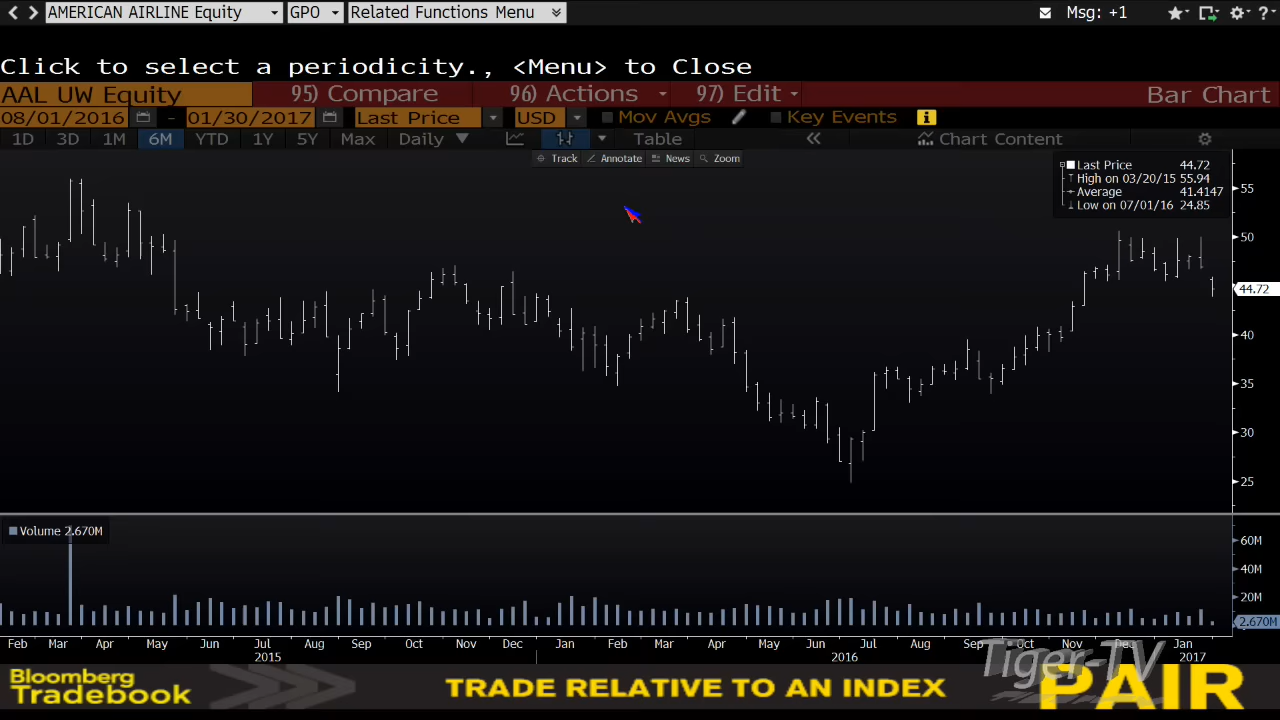 AMERICAN AIRLINE Equity GPO Related Functions Menu Msg: +1 ?
Click to select a periodicity., <Menu> to Close
AAL UW Equity 95) Compare 96) Actions 97) Edit Bar Chart
08/01/2016 - 01/30/2017 Last Price USD Mov Avgs Key Events i
1D 3D 1M 6M YTD 1Y 5Y Max Daily Table Chart Content
Track Annotate News Zoom
Last Price 44.72
High on 03/20/15 55.94
Average 41.4147
Low on 07/01/16 24.85
55
50
44.72
40
35
30
25
Volume 2.670M
60M
40M
20M
2.670M
Feb Mar Apr May Jun Jul Aug Sep Oct Nov Dec Jan Feb Mar Apr May Jun Jul Aug Sep Oct Nov Dec Jan
2015 2016 2017
Tiger-TV
Bloomberg
Tradebook
TRADE RELATIVE TO AN INDEX
PAIR